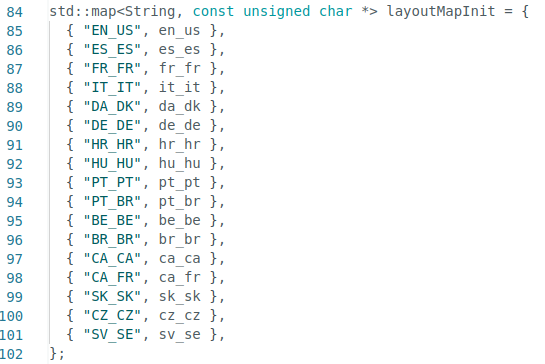 84 std::map<String, const unsigned char *> layoutMapInit = {
85 { "EN_US", en_us },
86 { "ES_ES", es_es },
87 { "FR_FR", fr_fr },
88 { "IT_IT", it_it },
89 { "DA_DK", da_dk },
90 { "DE_DE", de_de },
91 { "HR_HR", hr_hr },
92 { "HU_HU", hu_hu },
93 { "PT_PT", pt_pt },
94 { "PT_BR", pt_br },
95 { "BE_BE", be_be },
96 { "BR_BR", br_br },
97 { "CA_CA", ca_ca },
98 { "CA_FR", ca_fr },
99 { "SK_SK", sk_sk },
100 { "CZ_CZ", cz_cz },
101 { "SV_SE", sv_se },
102 };